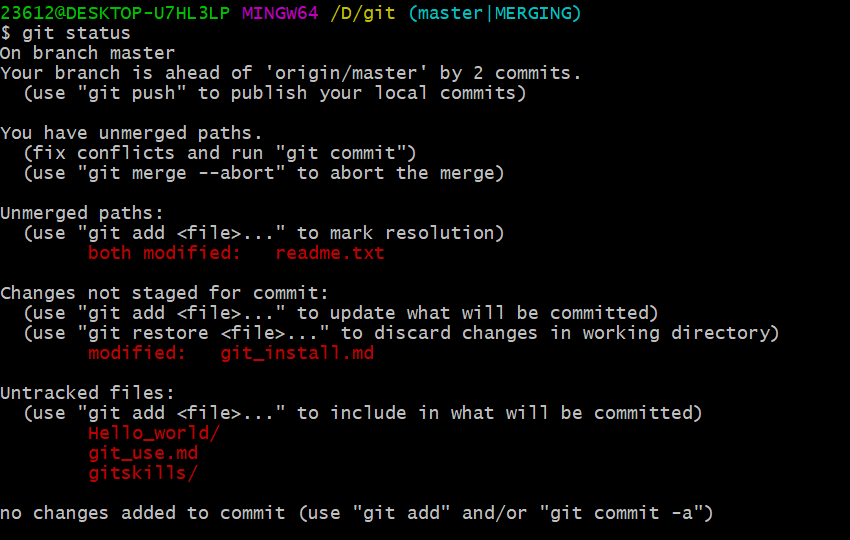 23612@DESKTOP-U7HL3LP MINGW64 /D/git (master|MERGING)
$ git status
On branch master
Your branch is ahead of 'origin/master' by 2 commits.
  (use "git push" to publish your local commits)

You have unmerged paths.
  (fix conflicts and run "git commit")
  (use "git merge --abort" to abort the merge)

Unmerged paths:
  (use "git add <file>..." to mark resolution)
        both modified:   readme.txt

Changes not staged for commit:
  (use "git add <file>..." to update what will be committed)
  (use "git restore <file>..." to discard changes in working directory)
        modified:   git_install.md

Untracked files:
  (use "git add <file>..." to include in what will be committed)
        Hello_world/
        git_use.md
        gitskills/

no changes added to commit (use "git add" and/or "git commit -a")